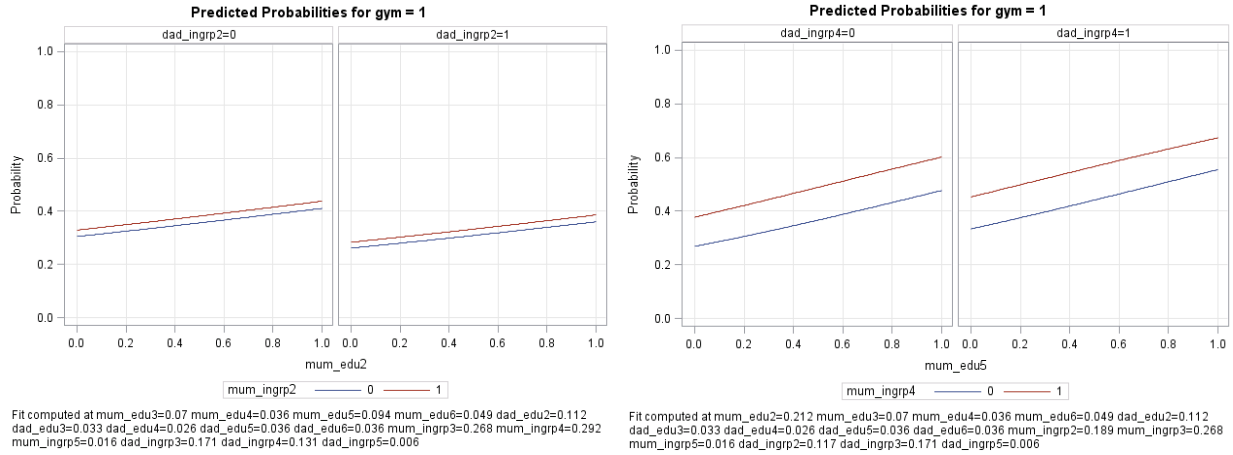 Predicted Probabilities for gym = 1
dad_ingrp2=0 dad_ingrp2=1
1.0
0.8
0.6
0.4
0.2
0.0
Probability
0.0 0.2 0.4 0.6 0.8 1.0 0.0 0.2 0.4 0.6 0.8 1.0
mum_edu2
mum_ingrp2 0 1
Fit computed at mum_edu3=0.07 mum_edu4=0.036 mum_edu5=0.094 mum_edu6=0.049 dad_edu2=0.112
dad_edu3=0.033 dad_edu4=0.026 dad_edu5=0.036 dad_edu6=0.036 mum_ingrp3=0.268 mum_ingrp4=0.292
mum_ingrp5=0.016 dad_ingrp3=0.171 dad_ingrp4=0.131 dad_ingrp5=0.006
Predicted Probabilities for gym = 1
dad_ingrp4=0 dad_ingrp4=1
1.0
0.8
0.6
0.4
0.2
0.0
Probability
0.0 0.2 0.4 0.6 0.8 1.0 0.0 0.2 0.4 0.6 0.8 1.0
mum_edu5
mum_ingrp4 0 1
Fit computed at mum_edu2=0.212 mum_edu3=0.07 mum_edu4=0.036 mum_edu6=0.049 dad_edu2=0.112
dad_edu3=0.033 dad_edu4=0.026 dad_edu5=0.036 dad_edu6=0.036 mum_ingrp2=0.189 mum_ingrp3=0.268
mum_ingrp5=0.016 dad_ingrp2=0.117 dad_ingrp3=0.171 dad_ingrp5=0.006